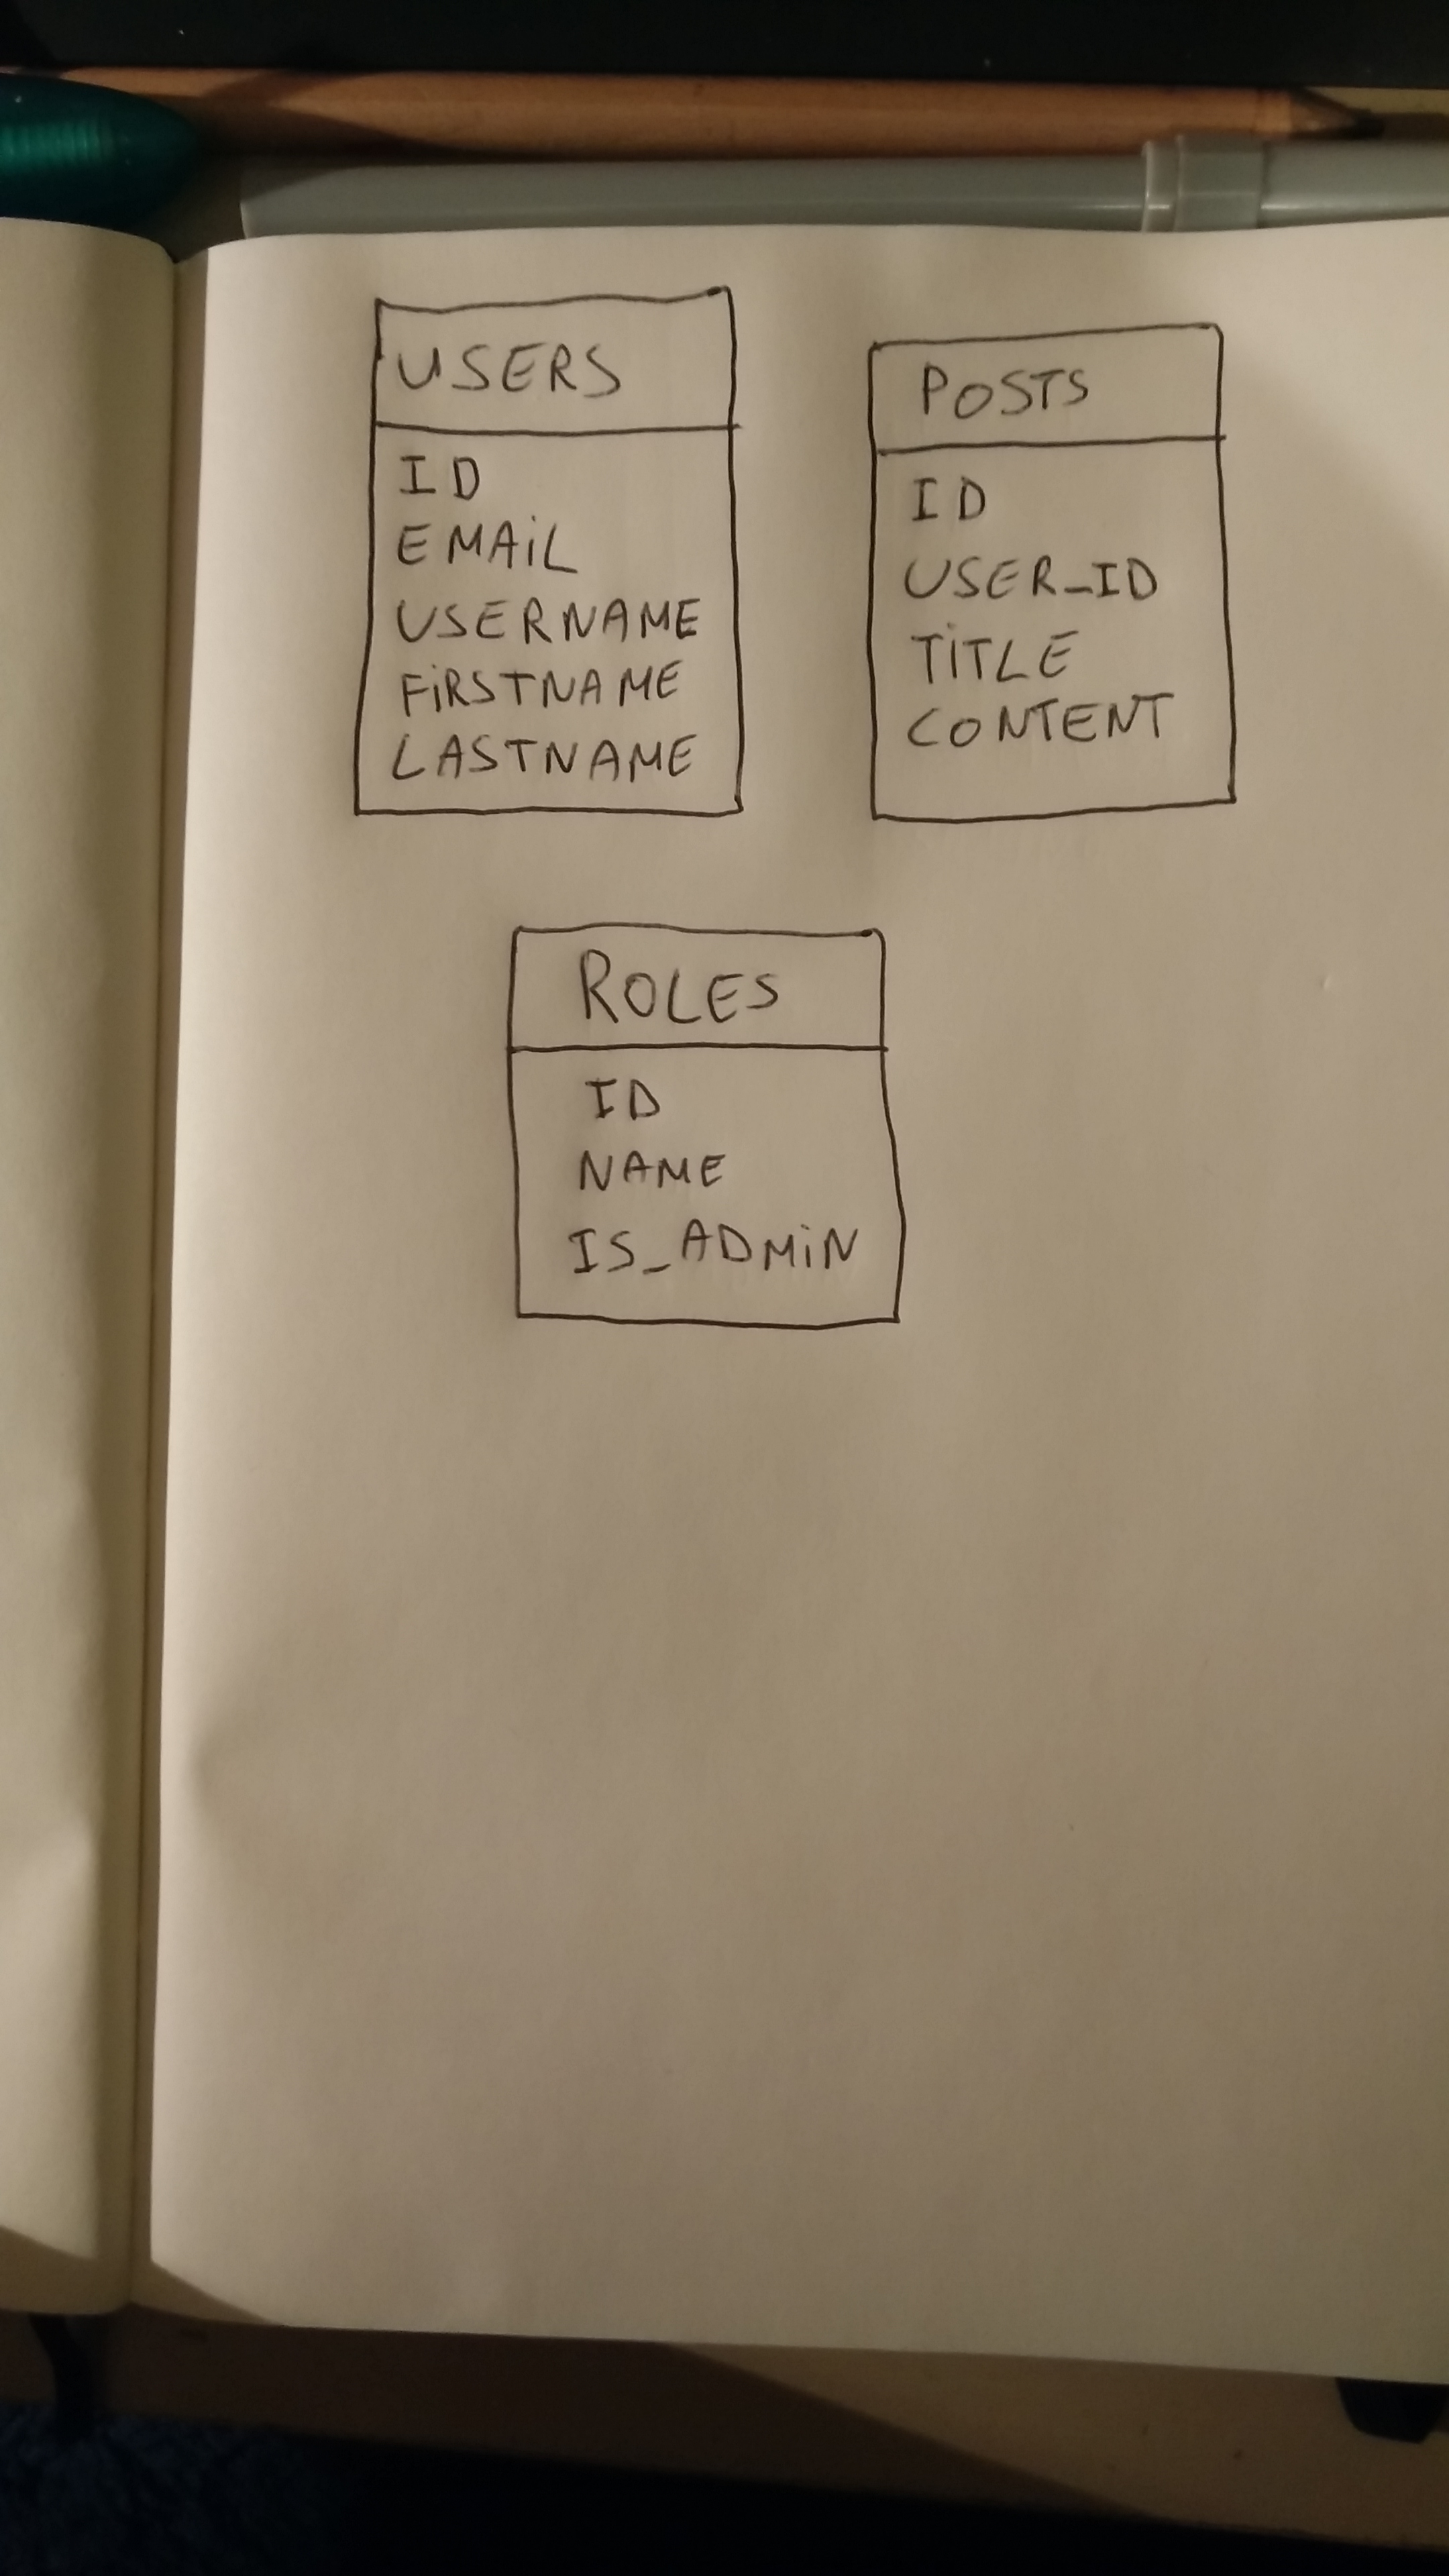 USERS
ID
EMAiL
USERNAME
FiRSTNAME
LASTNAME
POSTS
ID
USER_ID
TiTLE
CONTENT
ROLES
ID
NAME
IS_ADMiN